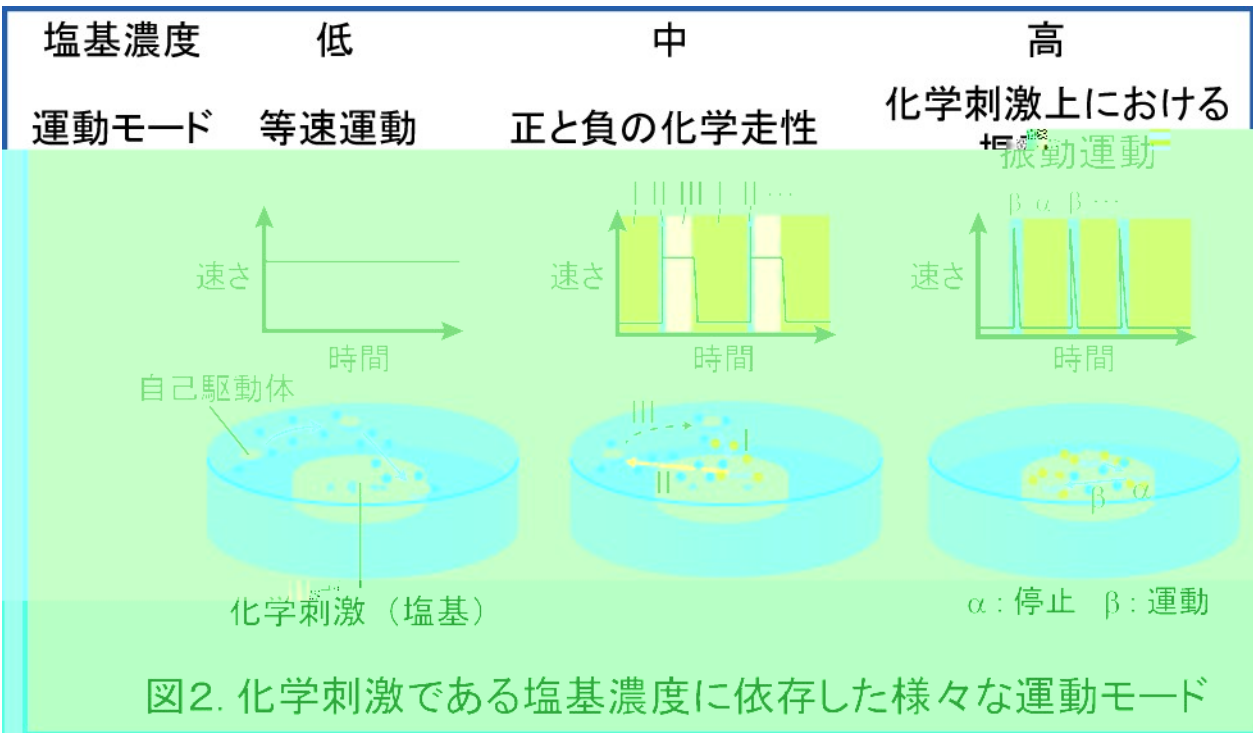 塩基濃度 低 中 高
運動モード 等速運動 正と負の化学走性 化学刺激上における
振動運動
I II III I II ...
β α β ...
速さ 速さ 速さ
時間 時間 時間
自己駆動体
III
I
II
β α
化学刺激（塩基）
α : 停止 β : 運動
図2. 化学刺激である塩基濃度に依存した様々な運動モード